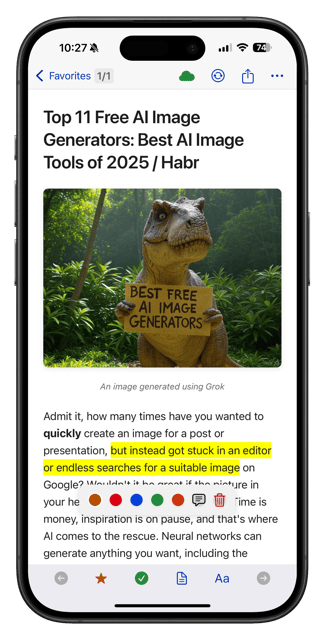 10:27
74
Favorites 1/1
Top 11 Free AI Image
Generators: Best AI Image
Tools of 2025 / Habr
BEST FREE
AI IMAGE
GENERATORS
An image generated using Grok
Admit it, how many times have you wanted to
quickly create an image for a post or
presentation, but instead got stuck in an editor
or endless searches for a suitable image on
Google? Wouldn't it be great if the picture in
your he
Time is
money, inspiration is on pause, and that's where
AI comes to the rescue. Neural networks can
generate anything you want, including the
Aa